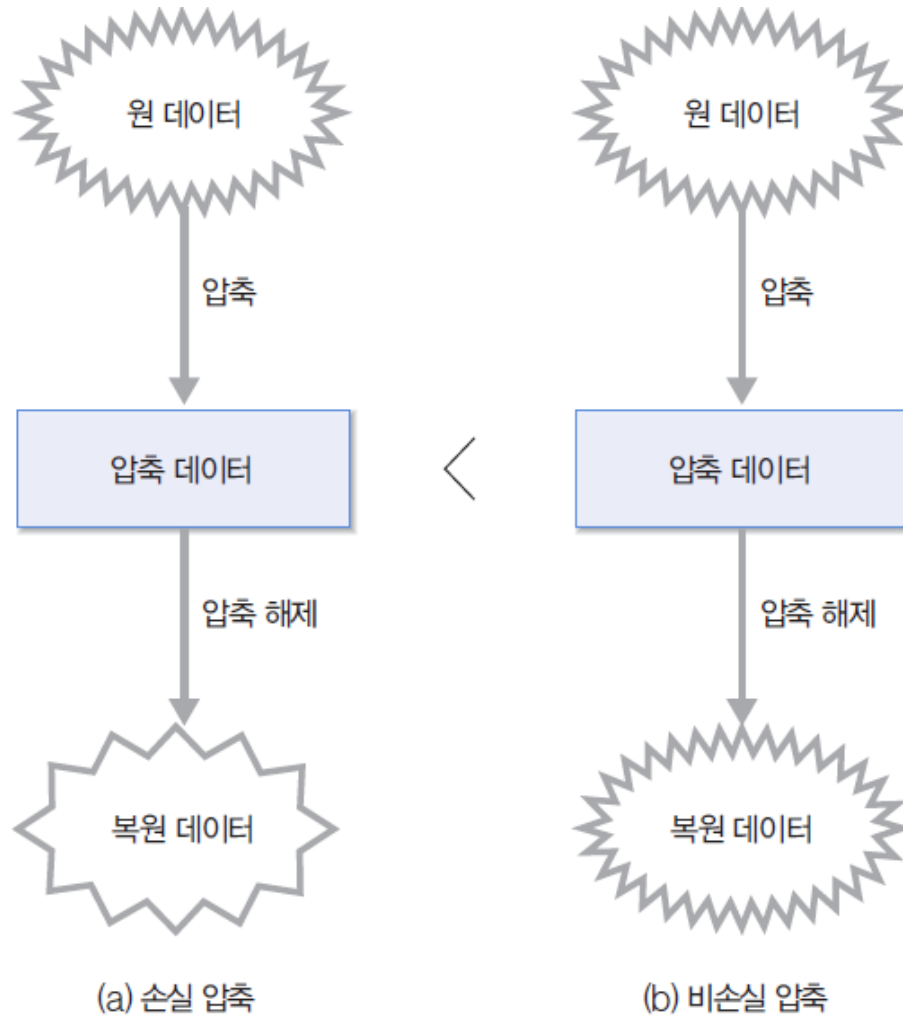 원 데이터
원 데이터
압축
압축
압축 데이터
<
압축 데이터
압축 해제
압축 해제
복원 데이터
복원 데이터
(a) 손실 압축
(b) 비손실 압축